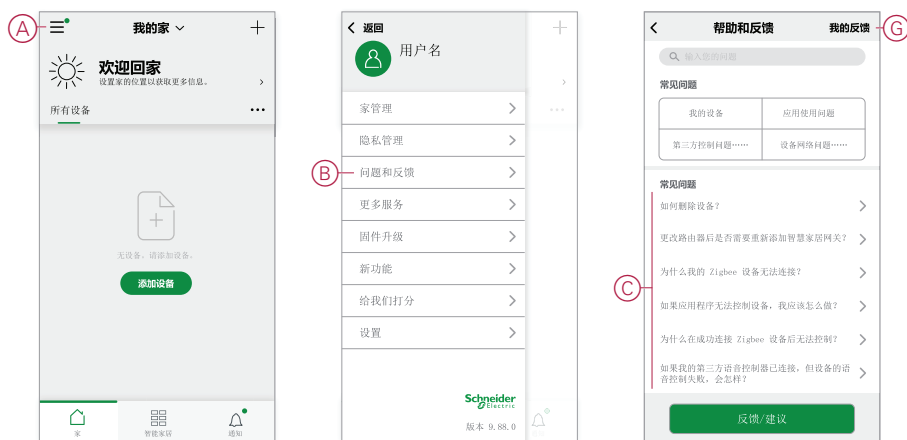 A
我的家
欢迎回家
设置家的位置以获取更多信息。
所有设备
无设备，请添加设备。
添加设备
家
智能家居
通知
返回
用户名
家管理
隐私管理
B
问题和反馈
更多服务
固件升级
新功能
给我们打分
设置
Schneider
Electric
版本 9.88.0
帮助和反馈
我的反馈
G
输入您的问题
常见问题
我的设备
应用使用问题
第三方控制问题……
设备网络问题……
常见问题
如何删除设备？
更改路由器后是否需要重新添加智慧家居网关？
为什么我的 Zigbee 设备无法连接？
C
如果应用程序无法控制设备，我应该怎么做？
为什么在成功连接 Zigbee 设备后无法控制？
如果我的第三方语音控制器已连接，但设备的语
音控制失败，会怎样？
反馈/建议